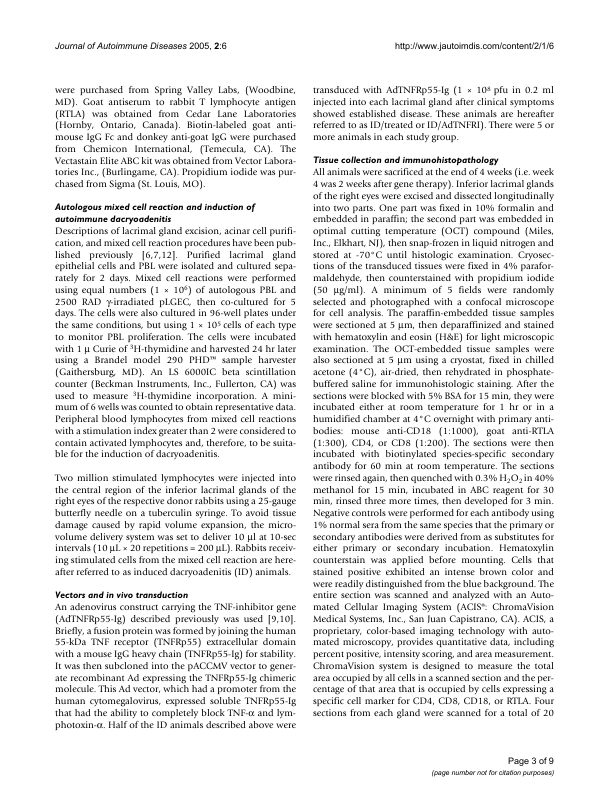 Journal of Autoimmune Diseases 2005, 2:6
http://www.jautoimdis.com/content/2/1/6
were purchased from Spring Valley Labs, (Woodbine,
MD). Goat antiserum to rabbit T lymphocyte antigen
(RTLA) was obtained from Cedar Lane Laboratories
(Hornby, Ontario, Canada). Biotin-labeled goat anti-
mouse IgG Fc and donkey anti-goat IgG were purchased
from Chemicon International, (Temecula, CA). The
Vectastain Elite ABC kit was obtained from Vector Labora-
tories Inc., (Burlingame, CA). Propidium iodide was pur-
chased from Sigma (St. Louis, MO).
Autologous mixed cell reaction and induction of
autoimmune dacryoadenitis
Descriptions of lacrimal gland excision, acinar cell purifi-
cation, and mixed cell reaction procedures have been pub-
lished previously [6,7,12]. Purified lacrimal gland
epithelial cells and PBL were isolated and cultured sepa-
rately for 2 days. Mixed cell reactions were performed
using equal numbers (1 × 10⁶) of autologous PBL and
2500 RAD γ-irradiated pLGEC, then co-cultured for 5
days. The cells were also cultured in 96-well plates under
the same conditions, but using 1 × 10⁵ cells of each type
to monitor PBL proliferation. The cells were incubated
with 1 μ Curie of ³H-thymidine and harvested 24 hr later
using a Brandel model 290 PHD™ sample harvester
(Gaithersburg, MD). An LS 6000IC beta scintillation
counter (Beckman Instruments, Inc., Fullerton, CA) was
used to measure ³H-thymidine incorporation. A mini-
mum of 6 wells was counted to obtain representative data.
Peripheral blood lymphocytes from mixed cell reactions
with a stimulation index greater than 2 were considered to
contain activated lymphocytes and, therefore, to be suita-
ble for the induction of dacryoadenitis.
Two million stimulated lymphocytes were injected into
the central region of the inferior lacrimal glands of the
right eyes of the respective donor rabbits using a 25-gauge
butterfly needle on a tuberculin syringe. To avoid tissue
damage caused by rapid volume expansion, the micro-
volume delivery system was set to deliver 10 μl at 10-sec
intervals (10 μL × 20 repetitions = 200 μL). Rabbits receiv-
ing stimulated cells from the mixed cell reaction are here-
after referred to as induced dacryoadenitis (ID) animals.
Vectors and in vivo transduction
An adenovirus construct carrying the TNF-inhibitor gene
(AdTNFRp55-Ig) described previously was used [9,10].
Briefly, a fusion protein was formed by joining the human
55-kDa TNF receptor (TNFRp55) extracellular domain
with a mouse IgG heavy chain (TNFRp55-Ig) for stability.
It was then subcloned into the pACCMV vector to gener-
ate recombinant Ad expressing the TNFRp55-Ig chimeric
molecule. This Ad vector, which had a promoter from the
human cytomegalovirus, expressed soluble TNFRp55-Ig
that had the ability to completely block TNF-α and lym-
photoxin-α. Half of the ID animals described above were
transduced with AdTNFRp55-Ig (1 × 10⁸ pfu in 0.2 ml
injected into each lacrimal gland after clinical symptoms
showed established disease. These animals are hereafter
referred to as ID/treated or ID/AdTNFRI). There were 5 or
more animals in each study group.
Tissue collection and immunohistopathology
All animals were sacrificed at the end of 4 weeks (i.e. week
4 was 2 weeks after gene therapy). Inferior lacrimal glands
of the right eyes were excised and dissected longitudinally
into two parts. One part was fixed in 10% formalin and
embedded in paraffin; the second part was embedded in
optimal cutting temperature (OCT) compound (Miles,
Inc., Elkhart, NJ), then snap-frozen in liquid nitrogen and
stored at -70°C until histologic examination. Cryosec-
tions of the transduced tissues were fixed in 4% parafor-
maldehyde, then counterstained with propidium iodide
(50 μg/ml). A minimum of 5 fields were randomly
selected and photographed with a confocal microscope
for cell analysis. The paraffin-embedded tissue samples
were sectioned at 5 μm, then deparaffinized and stained
with hematoxylin and eosin (H&E) for light microscopic
examination. The OCT-embedded tissue samples were
also sectioned at 5 μm using a cryostat, fixed in chilled
acetone (4°C), air-dried, then rehydrated in phosphate-
buffered saline for immunohistologic staining. After the
sections were blocked with 5% BSA for 15 min, they were
incubated either at room temperature for 1 hr or in a
humidified chamber at 4°C overnight with primary anti-
bodies: mouse anti-CD18 (1:1000), goat anti-RTLA
(1:300), CD4, or CD8 (1:200). The sections were then
incubated with biotinylated species-specific secondary
antibody for 60 min at room temperature. The sections
were rinsed again, then quenched with 0.3% H₂O₂ in 40%
methanol for 15 min, incubated in ABC reagent for 30
min, rinsed three more times, then developed for 3 min.
Negative controls were performed for each antibody using
1% normal sera from the same species that the primary or
secondary antibodies were derived from as substitutes for
either primary or secondary incubation. Hematoxylin
counterstain was applied before mounting. Cells that
stained positive exhibited an intense brown color and
were readily distinguished from the blue background. The
entire section was scanned and analyzed with an Auto-
mated Cellular Imaging System (ACIS®: ChromaVision
Medical Systems, Inc., San Juan Capistrano, CA). ACIS, a
proprietary, color-based imaging technology with auto-
mated microscopy, provides quantitative data, including
percent positive, intensity scoring, and area measurement.
ChromaVision system is designed to measure the total
area occupied by all cells in a scanned section and the per-
centage of that area that is occupied by cells expressing a
specific cell marker for CD4, CD8, CD18, or RTLA. Four
sections from each gland were scanned for a total of 20
Page 3 of 9
(page number not for citation purposes)